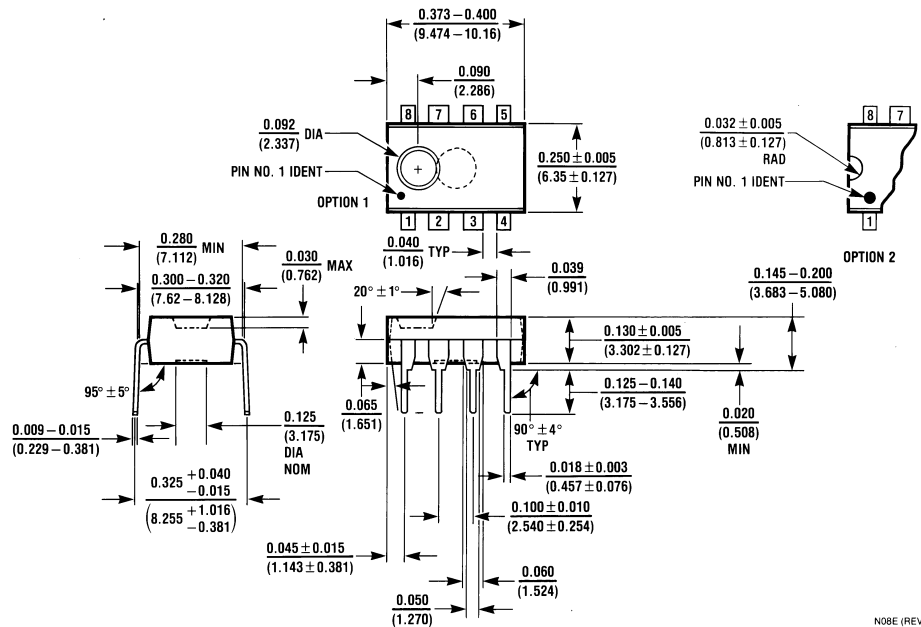 0.373 – 0.400
(9.474 – 10.16)
0.090
(2.286)
8 7 6 5
0.092 DIA
(2.337)
PIN NO. 1 IDENT
OPTION 1
0.250 ± 0.005
(6.35 ± 0.127)
1 2 3 4
8 7
0.032 ± 0.005
(0.813 ± 0.127)
RAD
PIN NO. 1 IDENT
1
OPTION 2
0.280 MIN
(7.112)
0.300 – 0.320
(7.62 – 8.128)
0.030 MAX
(0.762)
0.040 TYP
(1.016)
20° ± 1°
0.039
(0.991)
0.145 – 0.200
(3.683 – 5.080)
0.130 ± 0.005
(3.302 ± 0.127)
0.125 – 0.140
(3.175 – 3.556)
0.020
(0.508)
MIN
95° ± 5°
0.009 – 0.015
(0.229 – 0.381)
0.125
(3.175)
DIA
NOM
0.065
(1.651)
90° ± 4°
TYP
0.018 ± 0.003
(0.457 ± 0.076)
0.325 +0.040
−0.015
(8.255 +1.016
−0.381)
0.100 ± 0.010
(2.540 ± 0.254)
0.045 ± 0.015
(1.143 ± 0.381)
0.060
(1.524)
0.050
(1.270)
N08E (REV